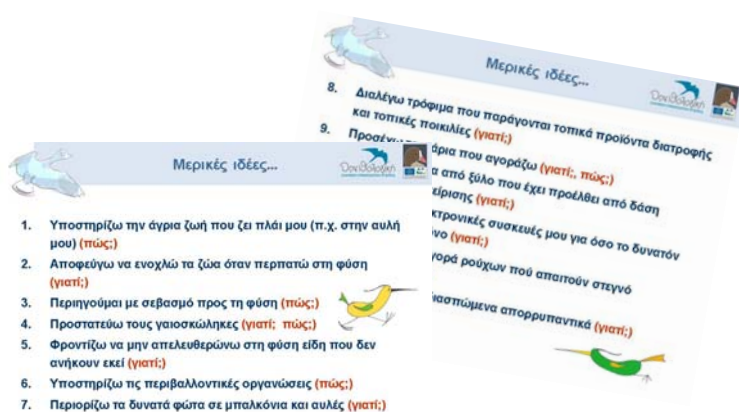 Μερικές ιδέες...
Ορνιθολογική
1. Υποστηρίζω την άγρια ζωή που ζει πλάι μου (π.χ. στην αυλή
μου) (πώς;)
2. Αποφεύγω να ενοχλώ τα ζώα όταν περπατώ στη φύση
(γιατί;)
3. Περιηγούμαι με σεβασμό προς τη φύση (πώς;)
4. Προστατεύω τους γαιοσκώληκες (γιατί; πώς;)
5. Φροντίζω να μην απελευθερώνω στη φύση είδη που δεν
ανήκουν εκεί (γιατί;)
6. Υποστηρίζω τις περιβαλλοντικές οργανώσεις (πώς;)
7. Περιορίζω τα δυνατά φώτα σε μπαλκόνια και αυλές (γιατί;)
Μερικές ιδέες...
Ορνιθολογική
8. Διαλέγω τρόφιμα που παράγονται τοπικά προϊόντα διατροφής
και τοπικές ποικιλίες (γιατί;)
9. άρια που αγοράζω (γιατί;, πώς;)
α από ξύλο που έχει προέλθει από δάση
είρισης (γιατί;)
κτρονικές συσκευές μου για όσο το δυνατόν
νο (γιατί;)
γορά ρούχων πού απαιτούν στεγνό
ιασπώμενα απορρυπαντικά (γιατί;)